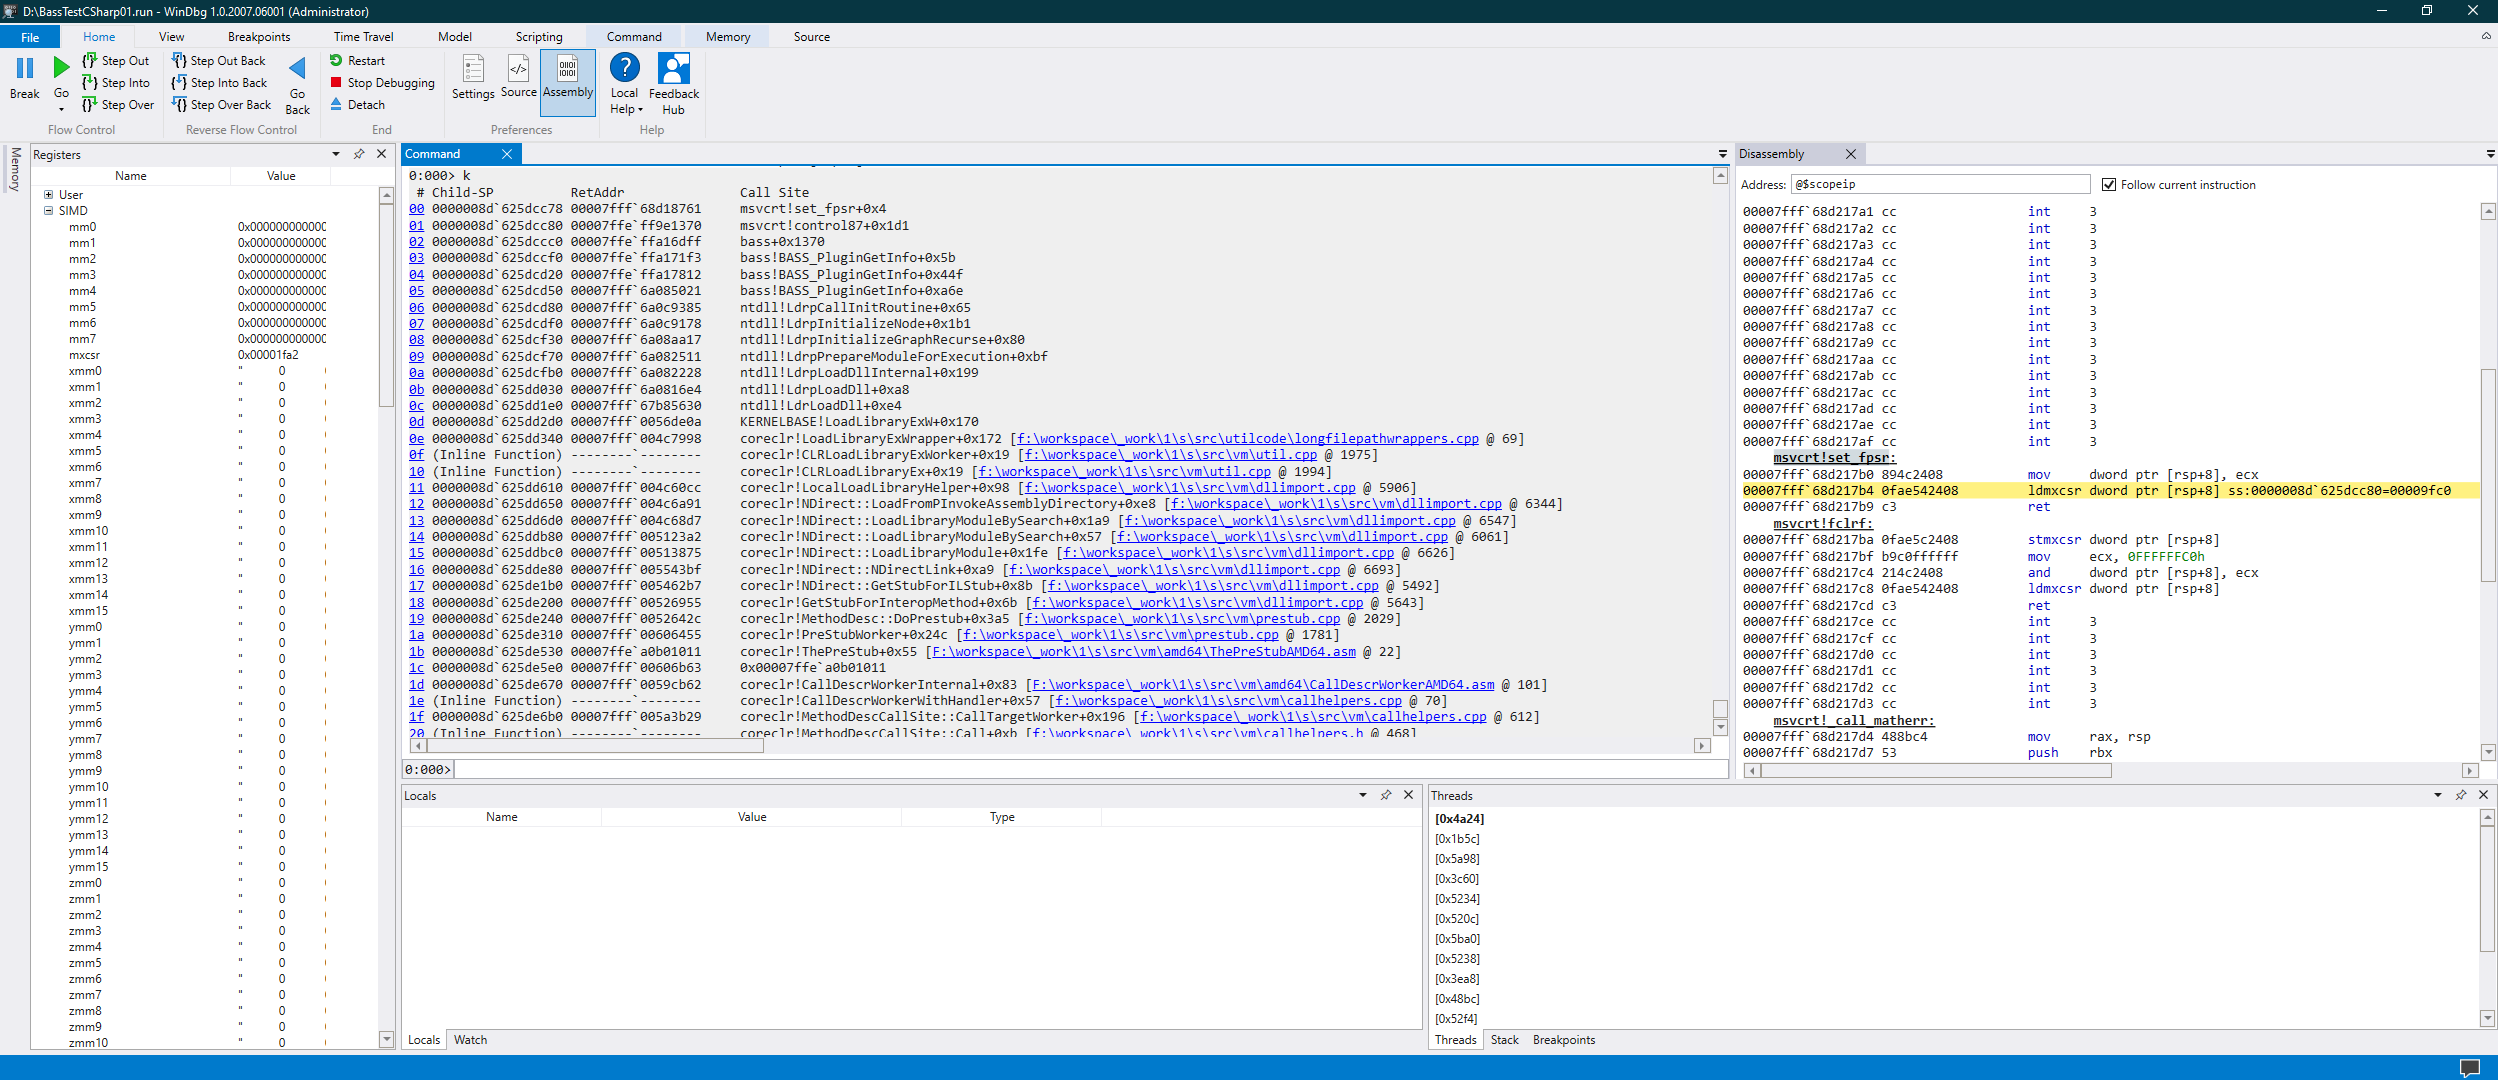 D:\BassTestCSharp01.run - WinDbg 1.0.2007.06001 (Administrator)
File Home View Breakpoints Time Travel Model Scripting Command Memory Source
Break
Go
Step Out
Step Into
Step Over
Flow Control
Step Out Back
Step Into Back
Step Over Back
Go Back
Reverse Flow Control
Restart
Stop Debugging
Detach
End
Settings
Source
Assembly
Preferences
Local Help
Feedback Hub
Help
Memory
Registers
Name Value
User
SIMD
mm0 0x000000000000
mm1 0x000000000000
mm2 0x000000000000
mm3 0x000000000000
mm4 0x000000000000
mm5 0x000000000000
mm6 0x000000000000
mm7 0x000000000000
mxcsr 0x00001fa2
xmm0 " 0
xmm1 " 0
xmm2 " 0
xmm3 " 0
xmm4 " 0
xmm5 " 0
xmm6 " 0
xmm7 " 0
xmm8 " 0
xmm9 " 0
xmm10 " 0
xmm11 " 0
xmm12 " 0
xmm13 " 0
xmm14 " 0
xmm15 " 0
ymm0 " 0
ymm1 " 0
ymm2 " 0
ymm3 " 0
ymm4 " 0
ymm5 " 0
ymm6 " 0
ymm7 " 0
ymm8 " 0
ymm9 " 0
ymm10 " 0
ymm11 " 0
ymm12 " 0
ymm13 " 0
ymm14 " 0
ymm15 " 0
zmm0 " 0
zmm1 " 0
zmm2 " 0
zmm3 " 0
zmm4 " 0
zmm5 " 0
zmm6 " 0
zmm7 " 0
zmm8 " 0
zmm9 " 0
zmm10 " 0
Command
0:000> k
# Child-SP RetAddr Call Site
00 0000008d`625dcc78 00007fff`68d18761 msvcrt!set_fpsr+0x4
01 0000008d`625dcc80 00007ffe`ff9e1370 msvcrt!control87+0x1d1
02 0000008d`625dccc0 00007ffe`ffa16dff bass+0x1370
03 0000008d`625dccf0 00007ffe`ffa171f3 bass!BASS_PluginGetInfo+0x5b
04 0000008d`625dcd20 00007ffe`ffa17812 bass!BASS_PluginGetInfo+0x44f
05 0000008d`625dcd50 00007fff`6a085021 bass!BASS_PluginGetInfo+0xa6e
06 0000008d`625dcd80 00007fff`6a0c9385 ntdll!LdrpCallInitRoutine+0x65
07 0000008d`625dcdf0 00007fff`6a0c9178 ntdll!LdrpInitializeNode+0x1b1
08 0000008d`625dcf30 00007fff`6a08aa17 ntdll!LdrpInitializeGraphRecurse+0x80
09 0000008d`625dcf70 00007fff`6a082511 ntdll!LdrpPrepareModuleForExecution+0xbf
0a 0000008d`625dcfb0 00007fff`6a082228 ntdll!LdrpLoadDllInternal+0x199
0b 0000008d`625dd030 00007fff`6a0816e4 ntdll!LdrpLoadDll+0xa8
0c 0000008d`625dd1e0 00007fff`67b85630 ntdll!LdrLoadDll+0xe4
0d 0000008d`625dd2d0 00007fff`0056de0a KERNELBASE!LoadLibraryExW+0x170
0e 0000008d`625dd340 00007fff`004c7998 coreclr!LoadLibraryExWrapper+0x172 [f:\workspace\_work\1\s\src\utilcode\longfilepathwrappers.cpp @ 69]
0f (Inline Function) --------`-------- coreclr!CLRLoadLibraryExWorker+0x19 [f:\workspace\_work\1\s\src\vm\util.cpp @ 1975]
10 (Inline Function) --------`-------- coreclr!CLRLoadLibraryEx+0x19 [f:\workspace\_work\1\s\src\vm\util.cpp @ 1994]
11 0000008d`625dd610 00007fff`004c60cc coreclr!LocalLoadLibraryHelper+0x98 [f:\workspace\_work\1\s\src\vm\dllimport.cpp @ 5906]
12 0000008d`625dd650 00007fff`004c6a91 coreclr!NDirect::LoadFromPInvokeAssemblyDirectory+0xe8 [f:\workspace\_work\1\s\src\vm\dllimport.cpp @ 6344]
13 0000008d`625dd6d0 00007fff`004c68d7 coreclr!NDirect::LoadLibraryModuleBySearch+0x1a9 [f:\workspace\_work\1\s\src\vm\dllimport.cpp @ 6547]
14 0000008d`625ddb80 00007fff`005123a2 coreclr!NDirect::LoadLibraryModuleBySearch+0x57 [f:\workspace\_work\1\s\src\vm\dllimport.cpp @ 6061]
15 0000008d`625ddbc0 00007fff`00513875 coreclr!NDirect::LoadLibraryModule+0x1fe [f:\workspace\_work\1\s\src\vm\dllimport.cpp @ 6626]
16 0000008d`625dde80 00007fff`005543bf coreclr!NDirect::NDirectLink+0xa9 [f:\workspace\_work\1\s\src\vm\dllimport.cpp @ 6693]
17 0000008d`625de1b0 00007fff`005462b7 coreclr!NDirect::GetStubForILStub+0x8b [f:\workspace\_work\1\s\src\vm\dllimport.cpp @ 5492]
18 0000008d`625de200 00007fff`00526955 coreclr!GetStubForInteropMethod+0x6b [f:\workspace\_work\1\s\src\vm\dllimport.cpp @ 5643]
19 0000008d`625de240 00007fff`0052642c coreclr!MethodDesc::DoPrestub+0x3a5 [f:\workspace\_work\1\s\src\vm\prestub.cpp @ 2029]
1a 0000008d`625de310 00007fff`00606455 coreclr!PreStubWorker+0x24c [f:\workspace\_work\1\s\src\vm\prestub.cpp @ 1781]
1b 0000008d`625de530 00007ffe`a0b01011 coreclr!ThePreStub+0x55 [F:\workspace\_work\1\s\src\vm\amd64\ThePreStubAMD64.asm @ 22]
1c 0000008d`625de5e0 00007fff`00606b63 0x00007ffe`a0b01011
1d 0000008d`625de670 00007fff`0059cb62 coreclr!CallDescrWorkerInternal+0x83 [F:\workspace\_work\1\s\src\vm\amd64\CallDescrWorkerAMD64.asm @ 101]
1e (Inline Function) --------`-------- coreclr!CallDescrWorkerWithHandler+0x57 [f:\workspace\_work\1\s\src\vm\callhelpers.cpp @ 70]
1f 0000008d`625de6b0 00007fff`005a3b29 coreclr!MethodDescCallSite::CallTargetWorker+0x196 [f:\workspace\_work\1\s\src\vm\callhelpers.cpp @ 612]
20 (Inline Function) --------`-------- coreclr!MethodDescCallSite::Call+0xb [f:\workspace\_work\1\s\src\vm\callhelpers.h @ 468]
0:000>
Disassembly
Address: @$scopeip Follow current instruction
00007fff`68d217a1 cc int 3
00007fff`68d217a2 cc int 3
00007fff`68d217a3 cc int 3
00007fff`68d217a4 cc int 3
00007fff`68d217a5 cc int 3
00007fff`68d217a6 cc int 3
00007fff`68d217a7 cc int 3
00007fff`68d217a8 cc int 3
00007fff`68d217a9 cc int 3
00007fff`68d217aa cc int 3
00007fff`68d217ab cc int 3
00007fff`68d217ac cc int 3
00007fff`68d217ad cc int 3
00007fff`68d217ae cc int 3
00007fff`68d217af cc int 3
msvcrt!set_fpsr:
00007fff`68d217b0 894c2408 mov dword ptr [rsp+8], ecx
00007fff`68d217b4 0fae542408 ldmxcsr dword ptr [rsp+8] ss:0000008d`625dcc80=00009fc0
00007fff`68d217b9 c3 ret
msvcrt!fclrf:
00007fff`68d217ba 0fae5c2408 stmxcsr dword ptr [rsp+8]
00007fff`68d217bf b9c0ffffff mov ecx, 0FFFFFFC0h
00007fff`68d217c4 214c2408 and dword ptr [rsp+8], ecx
00007fff`68d217c8 0fae542408 ldmxcsr dword ptr [rsp+8]
00007fff`68d217cd c3 ret
00007fff`68d217ce cc int 3
00007fff`68d217cf cc int 3
00007fff`68d217d0 cc int 3
00007fff`68d217d1 cc int 3
00007fff`68d217d2 cc int 3
00007fff`68d217d3 cc int 3
msvcrt!_call_matherr:
00007fff`68d217d4 488bc4 mov rax, rsp
00007fff`68d217d7 53 push rbx
Locals
Name Value Type
Locals Watch
Threads
[0x4a24]
[0x1b5c]
[0x5a98]
[0x3c60]
[0x5234]
[0x520c]
[0x5ba0]
[0x5238]
[0x3ea8]
[0x48bc]
[0x52f4]
Threads Stack Breakpoints